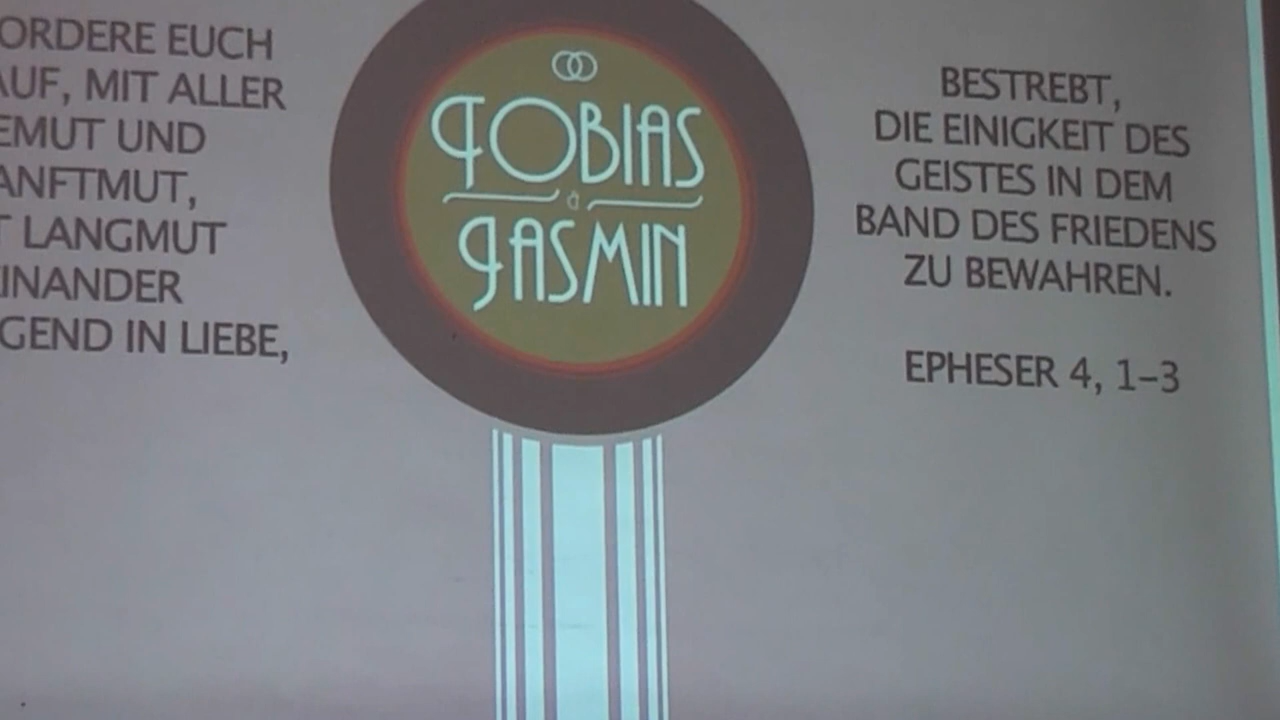 ORDERE EUCH
AUF, MIT ALLER
EMUT UND
ANFTMUT,
T LANGMUT
INANDER
GEND IN LIEBE,
TOBIAS
&
JASMIN
BESTREBT,
DIE EINIGKEIT DES
GEISTES IN DEM
BAND DES FRIEDENS
ZU BEWAHREN.
EPHESER 4, 1–3